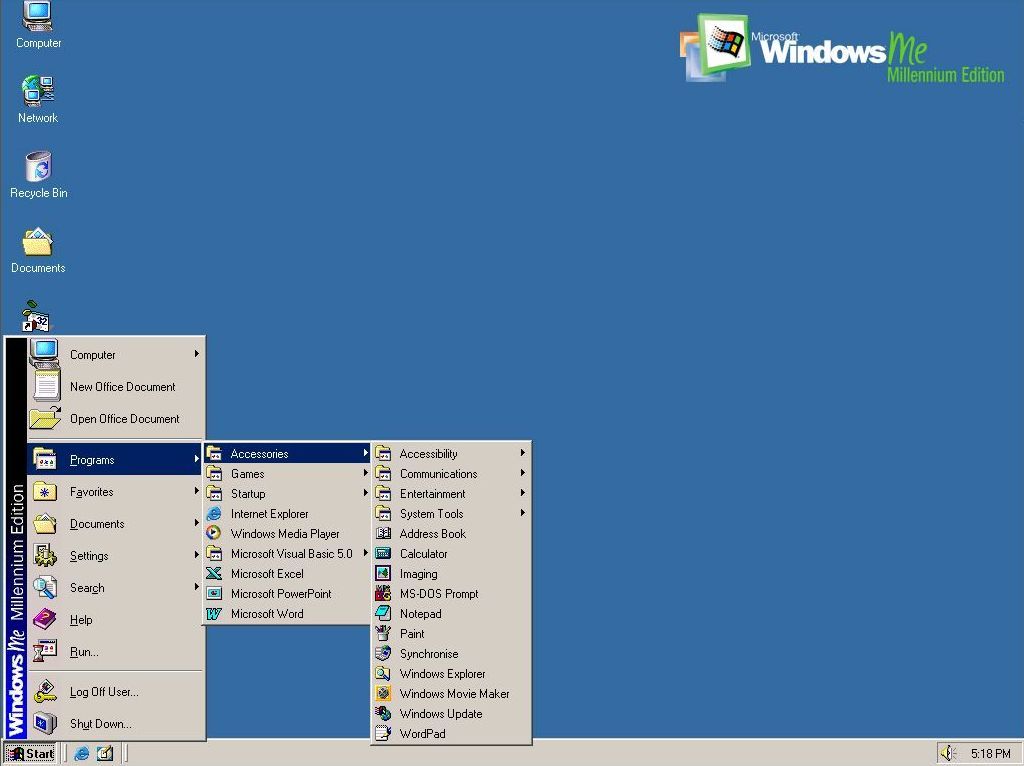 Computer
Network
Recycle Bin
Documents
32
Microsoft
Windows Me
Millennium Edition
Computer
New Office Document
Open Office Document
Programs
Favorites
Documents
Settings
Search
Help
Run...
Log Off User...
Shut Down...
Windows Me Millennium Edition
Accessories
Games
Startup
Internet Explorer
Windows Media Player
Microsoft Visual Basic 5.0
Microsoft Excel
Microsoft PowerPoint
Microsoft Word
Accessibility
Communications
Entertainment
System Tools
Address Book
Calculator
Imaging
MS-DOS Prompt
Notepad
Paint
Synchronise
Windows Explorer
Windows Movie Maker
Windows Update
WordPad
Start
5:18 PM